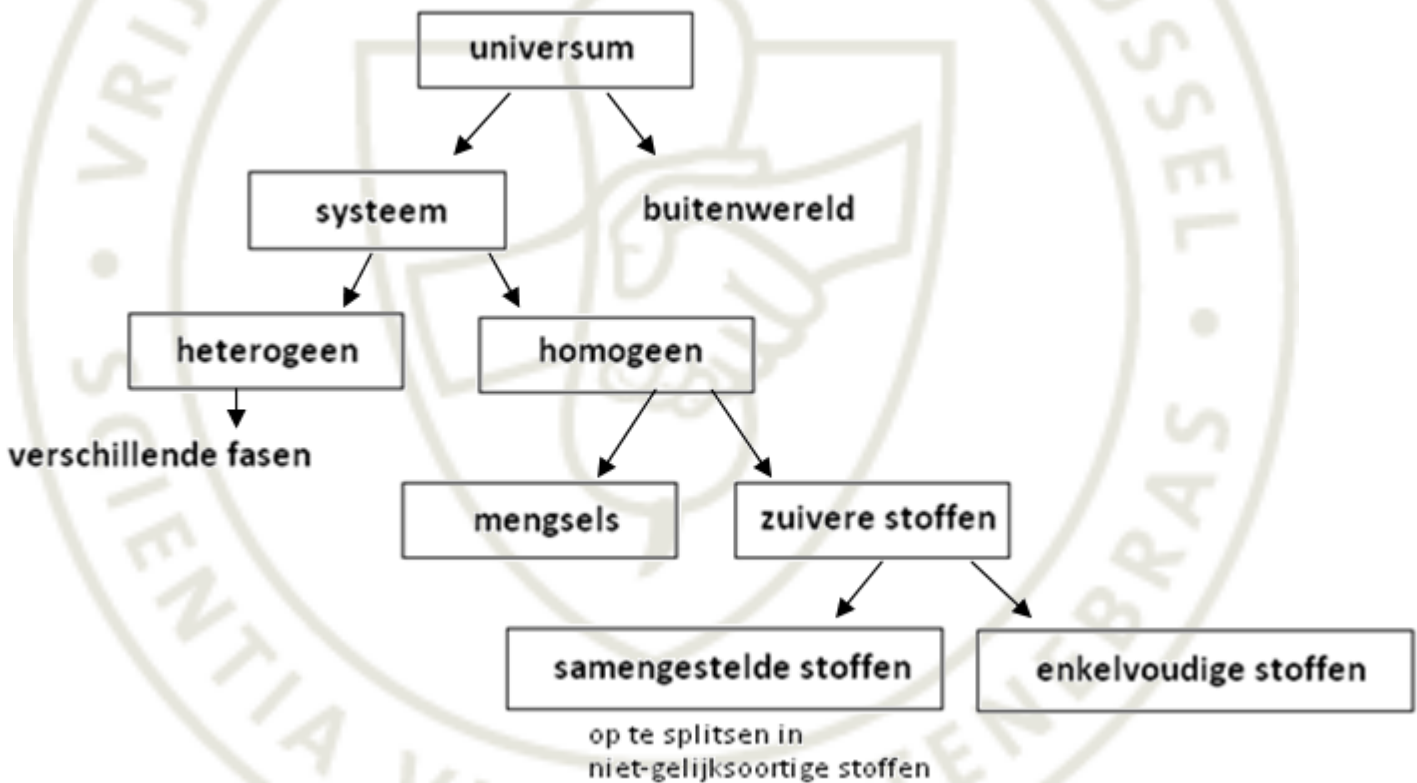 universum
systeem
buitenwereld
heterogeen
homogeen
verschillende fasen
mengsels
zuivere stoffen
samengestelde stoffen
enkelvoudige stoffen
op te splitsen in
niet-gelijksoortige stoffen